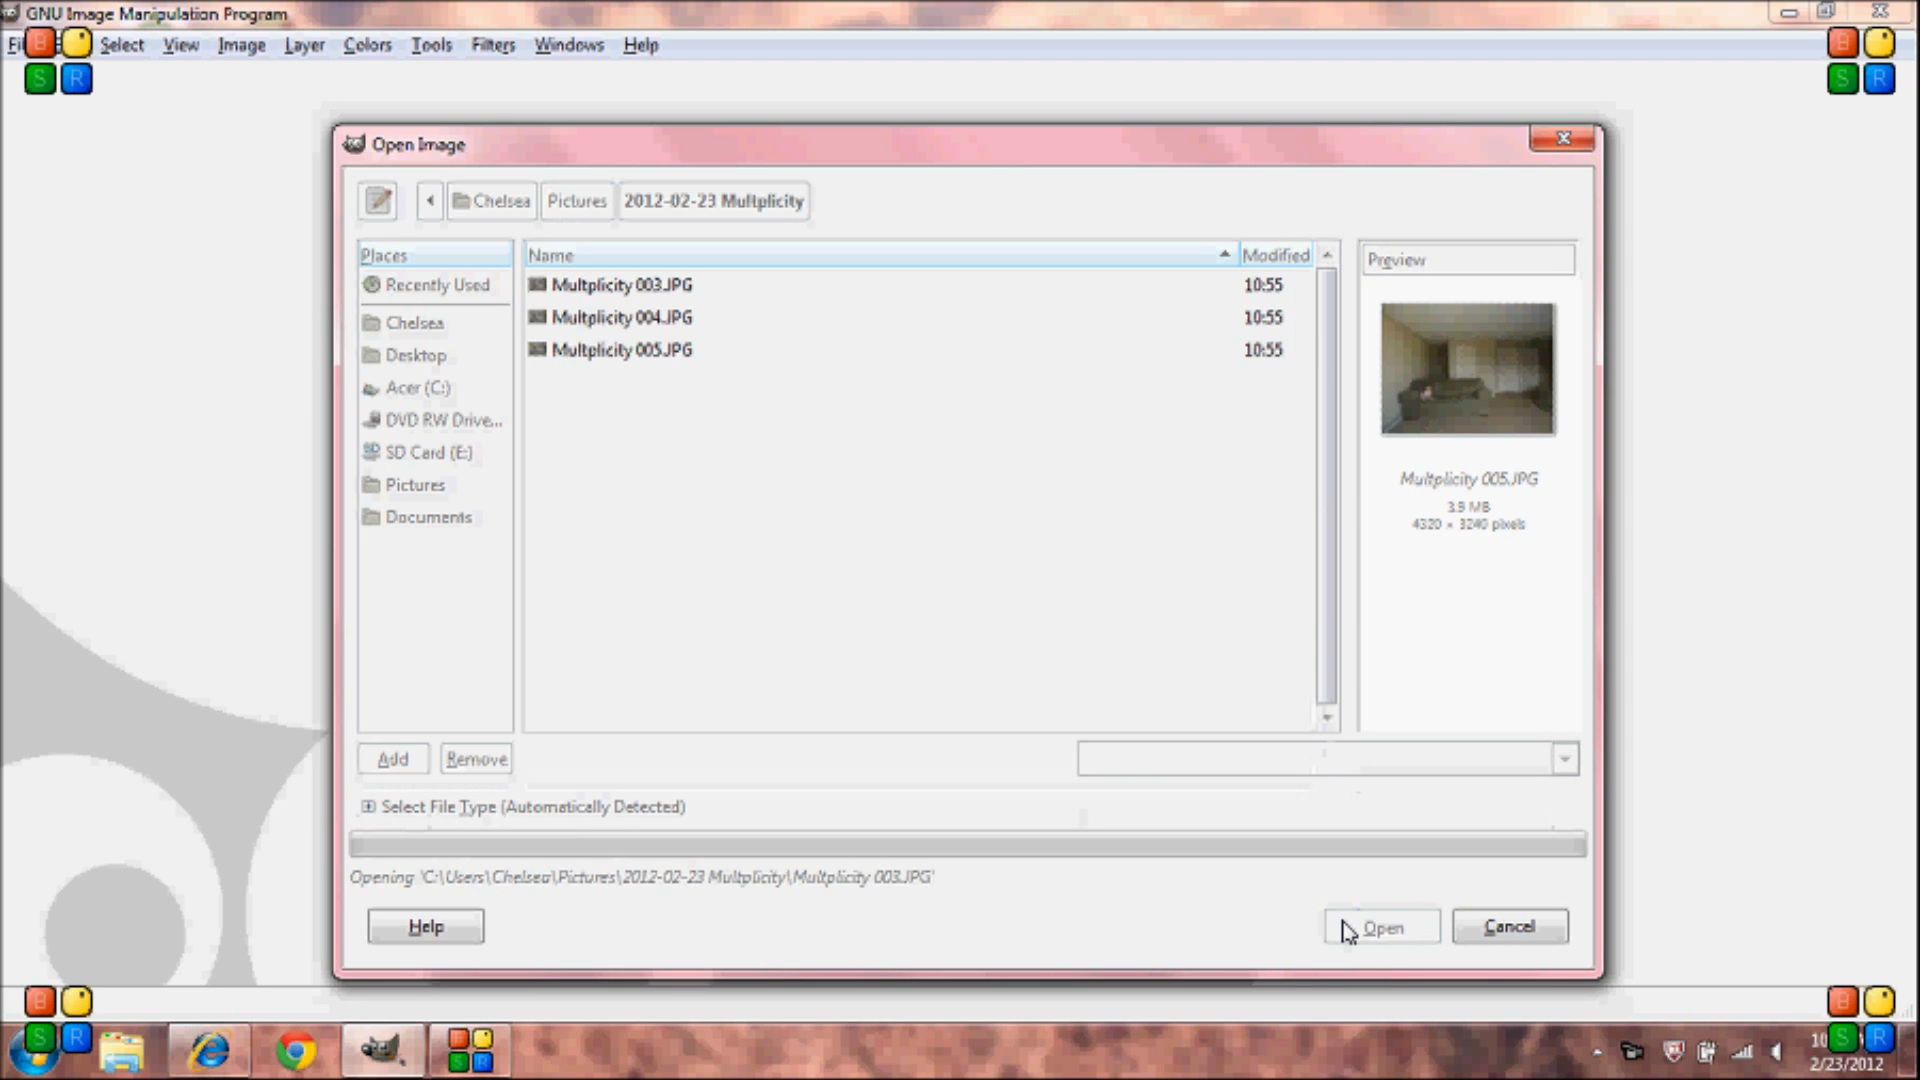 GNU Image Manipulation Program
Select View Image Layer Colors Tools Filters Windows Help
B
S R
B
S R
Open Image
Chelsea Pictures 2012-02-23 Multplicity
Places
Recently Used
Chelsea
Desktop
Acer (C:)
DVD RW Drive...
SD Card (E:)
Pictures
Documents
Name Modified
Multplicity 003.JPG 10:55
Multplicity 004.JPG 10:55
Multplicity 005.JPG 10:55
Preview
Multplicity 005.JPG
3.9 MB
4320 × 3240 pixels
Add Remove
Select File Type (Automatically Detected)
Opening 'C:\Users\Chelsea\Pictures\2012-02-23 Multplicity\Multplicity 003.JPG'
Help Open Cancel
B
S R
B
S R
2/23/2012